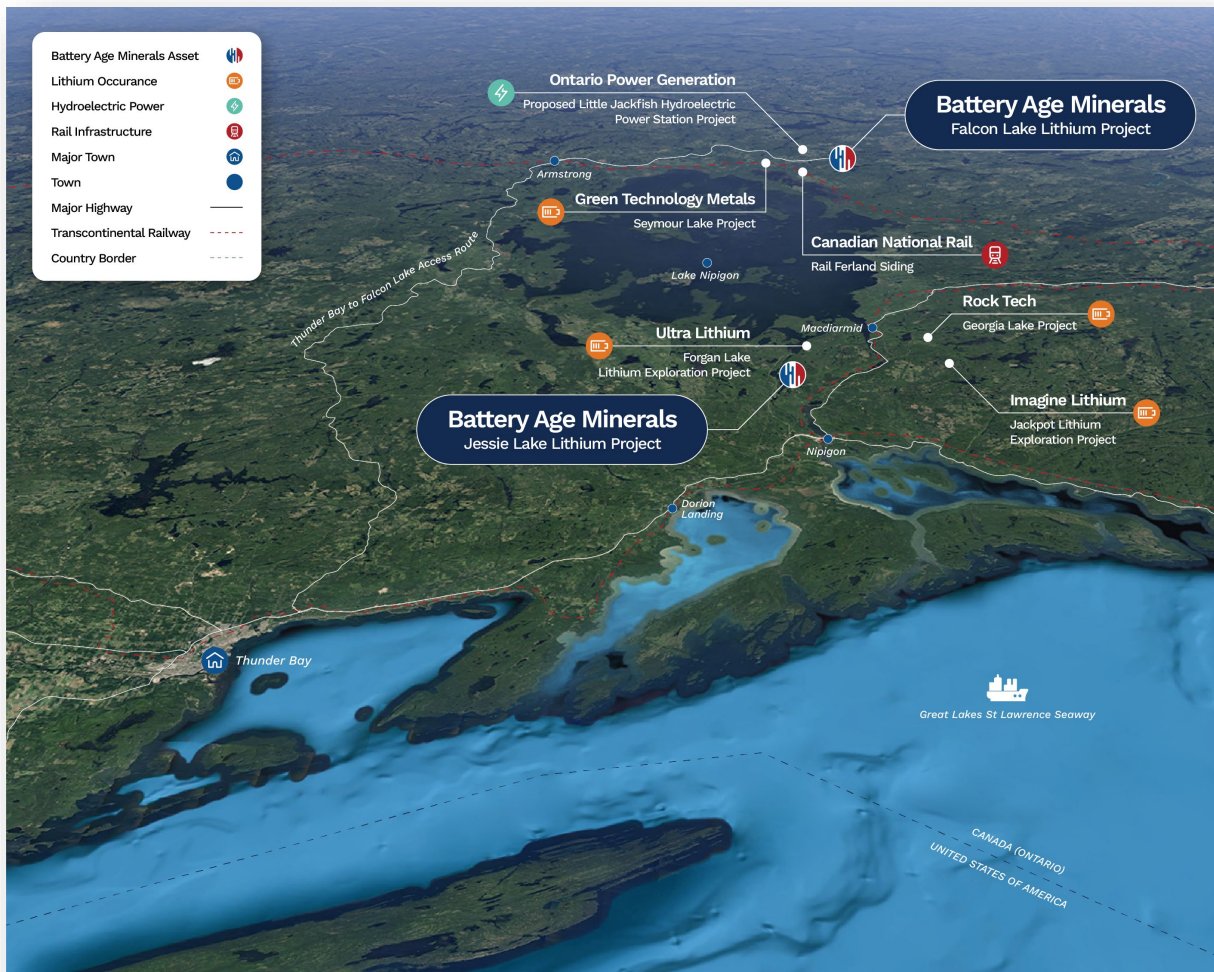 Battery Age Minerals Asset
Lithium Occurance
Hydroelectric Power
Rail Infrastructure
Major Town
Town
Major Highway
Transcontinental Railway
Country Border
Ontario Power Generation
Proposed Little Jackfish Hydroelectric
Power Station Project
Battery Age Minerals
Falcon Lake Lithium Project
Armstrong
Green Technology Metals
Seymour Lake Project
Canadian National Rail
Rail Ferland Siding
Lake Nipigon
Thunder Bay to Falcon Lake Access Route
Rock Tech
Georgia Lake Project
Macdiarmid
Ultra Lithium
Forgan Lake
Lithium Exploration Project
Imagine Lithium
Jackpot Lithium
Exploration Project
Battery Age Minerals
Jessie Lake Lithium Project
Nipigon
Dorion
Landing
Thunder Bay
Great Lakes St Lawrence Seaway
CANADA (ONTARIO)
UNITED STATES OF AMERICA